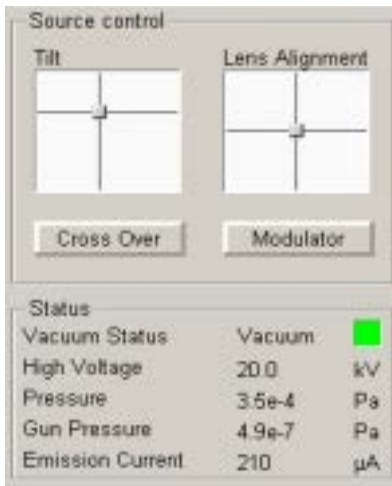 Source control
Tilt Lens Alignment
Cross Over Modulator
Status
Vacuum Status Vacuum
High Voltage 20.0 kV
Pressure 3.5e-4 Pa
Gun Pressure 4.9e-7 Pa
Emission Current 210 µA